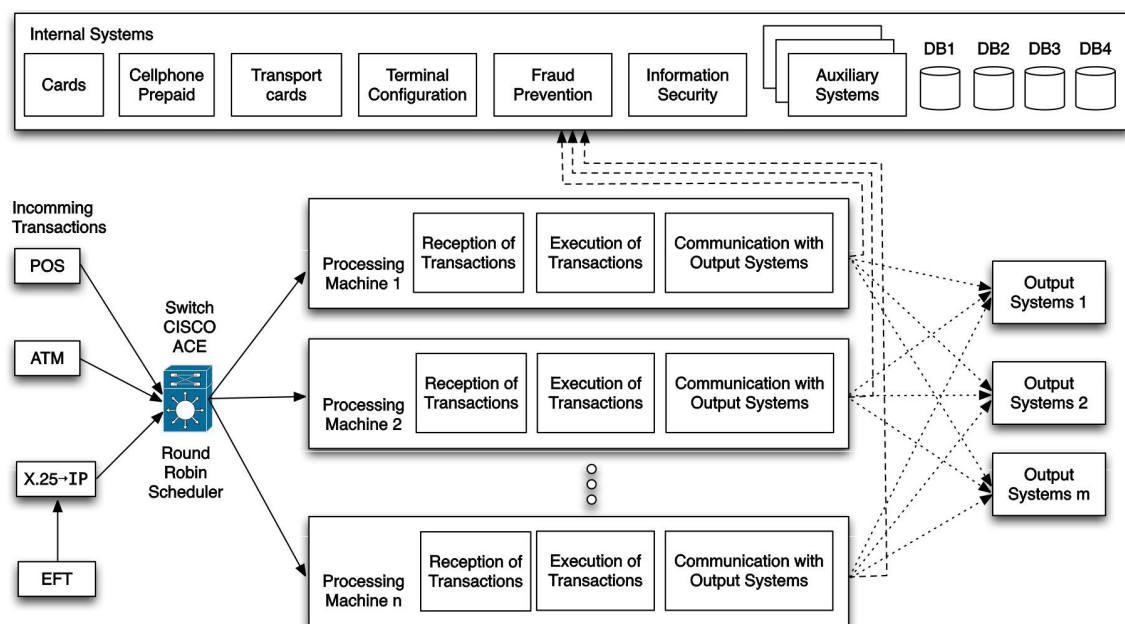 Internal Systems
Cards
Cellphone
Prepaid
Transport
cards
Terminal
Configuration
Fraud
Prevention
Information
Security
Auxiliary
Systems
DB1
DB2
DB3
DB4
Incomming
Transactions
POS
ATM
X.25→IP
EFT
Switch
CISCO
ACE
Round
Robin
Scheduler
Processing
Machine 1
Reception of
Transactions
Execution of
Transactions
Communication with
Output Systems
Processing
Machine 2
Reception of
Transactions
Execution of
Transactions
Communication with
Output Systems
Processing
Machine n
Reception of
Transactions
Execution of
Transactions
Communication with
Output Systems
Output
Systems 1
Output
Systems 2
Output
Systems m